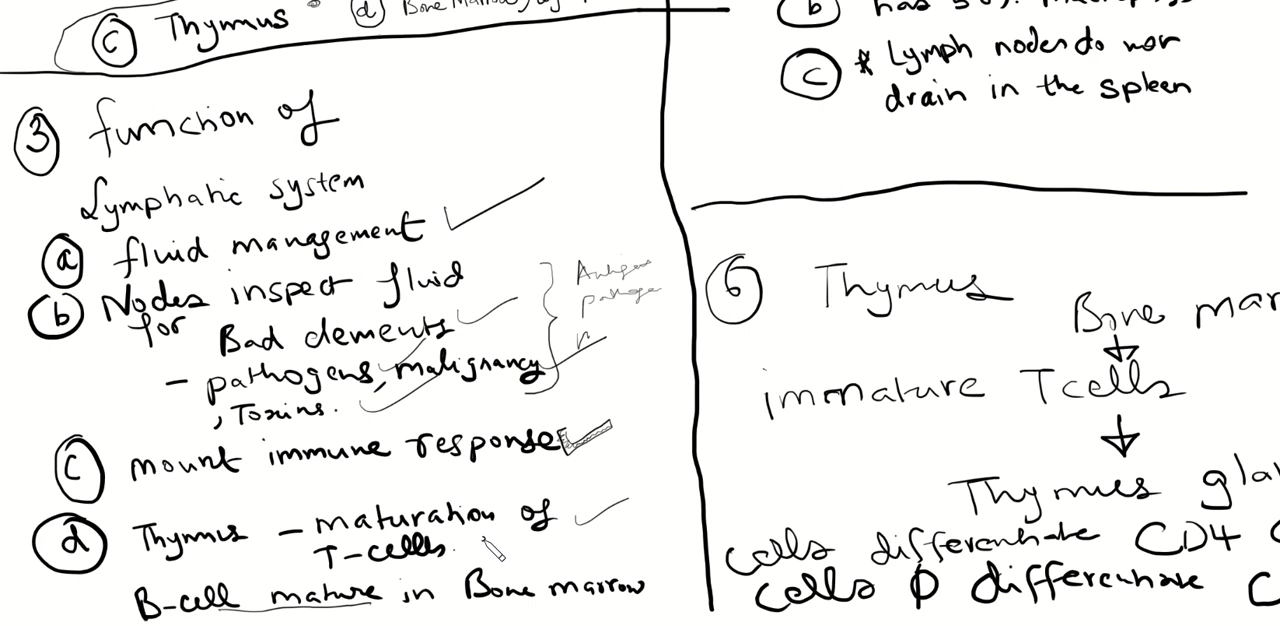 (c) Thymus (d) Bone Marrow
(3) function of
Lymphatic system
(a) fluid management
(b) Nodes inspect fluid
for Bad elements
- pathogens, malignancy
, Toxins.
(c) mount immune response
(d) Thymus - maturation of
T-cells.
B-cell mature in Bone marrow
(b) has
(c) * Lymph nodes do not
drain in the spleen
(6) Thymus
Bone mar
immature T cells
Thymus gla
cells differentiate CD4
cells differentiate C